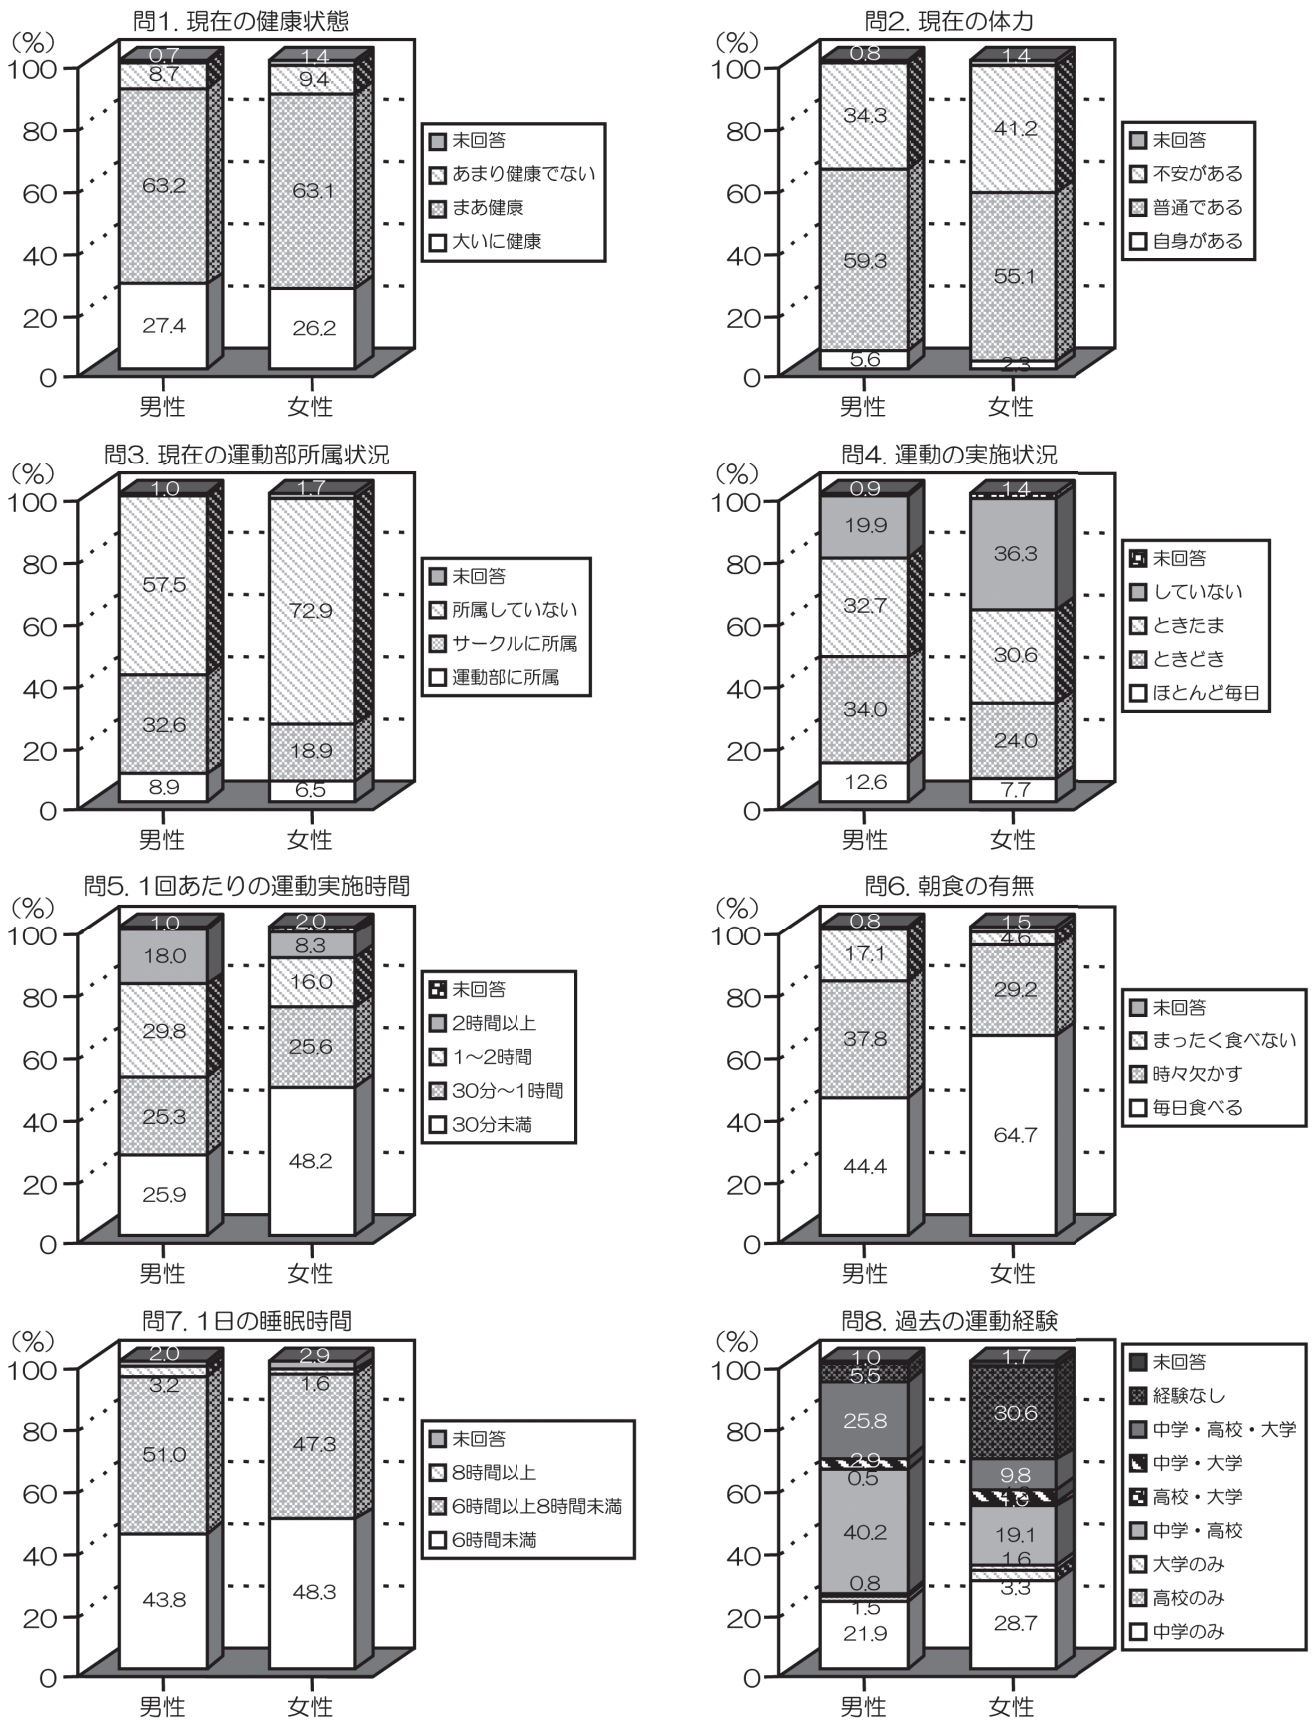 問1. 現在の健康状態
(%)
100
80
60
40
20
0
0.7
8.7
63.2
27.4
1.4
9.4
63.1
26.2
男性
女性
未回答
あまり健康でない
まあ健康
大いに健康
問2. 現在の体力
(%)
100
80
60
40
20
0
0.8
34.3
59.3
5.6
1.4
41.2
55.1
2.3
男性
女性
未回答
不安がある
普通である
自身がある
問3. 現在の運動部所属状況
(%)
100
80
60
40
20
0
1.0
57.5
32.6
8.9
1.7
72.9
18.9
6.5
男性
女性
未回答
所属していない
サークルに所属
運動部に所属
問4. 運動の実施状況
(%)
100
80
60
40
20
0
0.9
19.9
32.7
34.0
12.6
1.4
36.3
30.6
24.0
7.7
男性
女性
未回答
していない
ときたま
ときどき
ほとんど毎日
問5. 1回あたりの運動実施時間
(%)
100
80
60
40
20
0
1.0
18.0
29.8
25.3
25.9
2.0
8.3
16.0
25.6
48.2
男性
女性
未回答
2時間以上
1〜2時間
30分〜1時間
30分未満
問6. 朝食の有無
(%)
100
80
60
40
20
0
0.8
17.1
37.8
44.4
1.5
4.6
29.2
64.7
男性
女性
未回答
まったく食べない
時々欠かす
毎日食べる
問7. 1日の睡眠時間
(%)
100
80
60
40
20
0
2.0
3.2
51.0
43.8
2.9
1.6
47.3
48.3
男性
女性
未回答
8時間以上
6時間以上8時間未満
6時間未満
問8. 過去の運動経験
(%)
100
80
60
40
20
0
1.0
5.5
25.8
2.9
0.5
40.2
0.8
1.5
21.9
1.7
30.6
9.8
19.1
1.6
3.3
28.7
男性
女性
未回答
経験なし
中学・高校・大学
中学・大学
高校・大学
中学・高校
大学のみ
高校のみ
中学のみ